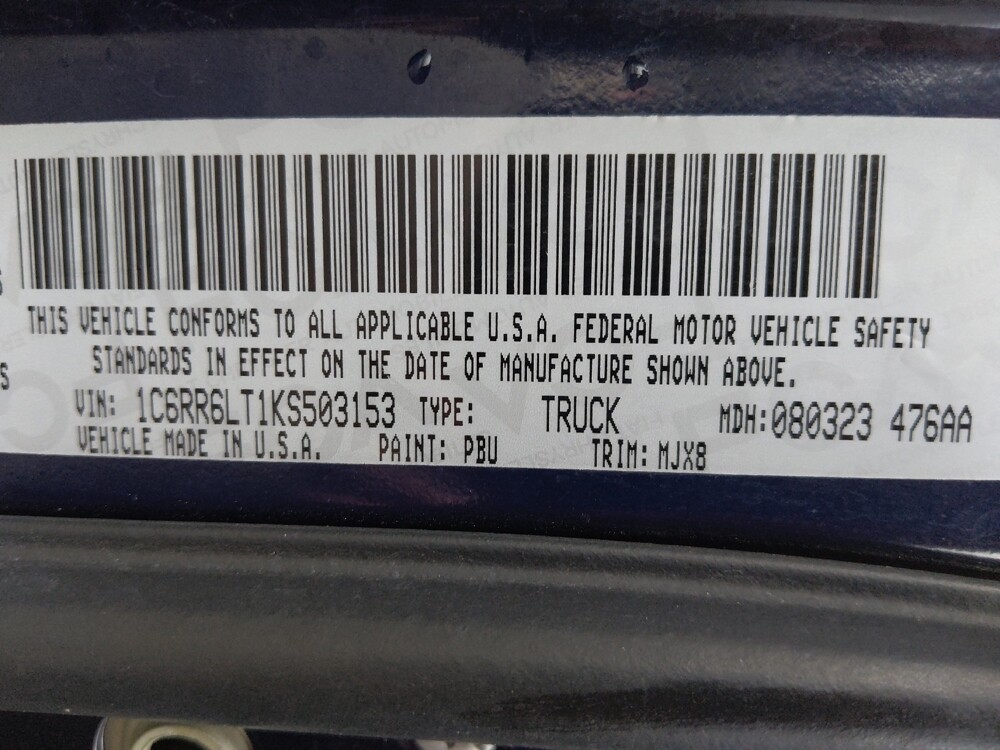 THIS VEHICLE CONFORMS TO ALL APPLICABLE U.S.A. FEDERAL MOTOR VEHICLE SAFETY
STANDARDS IN EFFECT ON THE DATE OF MANUFACTURE SHOWN ABOVE.
VIN: 1C6RR6LT1KS503153 TYPE: TRUCK MDH:080323 476AA
VEHICLE MADE IN U.S.A. PAINT: PBU TRIM: MJX8